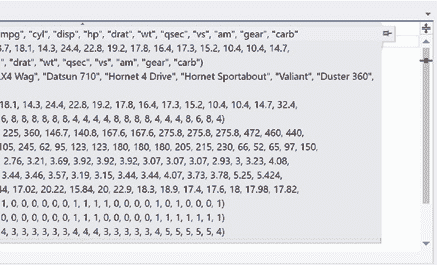 mpg", "cyl", "disp", "hp", "drat", "wt", "qsec", "vs", "am", "gear", "carb"
8.7, 18.1, 14.3, 24.4, 22.8, 19.2, 17.8, 16.4, 17.3, 15.2, 10.4, 10.4, 14.7,
", "drat", "wt", "qsec", "vs", "am", "gear", "carb")
X4 Wag", "Datsun 710", "Hornet 4 Drive", "Hornet Sportabout", "Valiant", "Duster 360",
18.1, 14.3, 24.4, 22.8, 19.2, 17.8, 16.4, 17.3, 15.2, 10.4, 10.4, 14.7, 32.4,
6, 8, 8, 8, 8, 8, 8, 4, 4, 4, 4, 8, 8, 8, 8, 4, 4, 4, 8, 6, 8, 4)
225, 360, 146.7, 140.8, 167.6, 167.6, 275.8, 275.8, 275.8, 472, 460, 440,
105, 245, 62, 95, 123, 123, 180, 180, 180, 205, 215, 230, 66, 52, 65, 97, 150,
2.76, 3.21, 3.69, 3.92, 3.92, 3.92, 3.07, 3.07, 3.07, 2.93, 3, 3.23, 4.08,
3.44, 3.46, 3.57, 3.19, 3.15, 3.44, 3.44, 4.07, 3.73, 3.78, 5.25, 5.424,
44, 17.02, 20.22, 15.84, 20, 22.9, 18.3, 18.9, 17.4, 17.6, 18, 17.98, 17.82,
1, 0, 0, 0, 0, 0, 0, 1, 1, 1, 1, 0, 0, 0, 0, 1, 0, 1, 0, 0, 0, 1)
0, 0, 0, 0, 0, 0, 1, 1, 1, 0, 0, 0, 0, 0, 1, 1, 1, 1, 1, 1, 1)
4, 3, 3, 3, 3, 3, 3, 4, 4, 4, 3, 3, 3, 3, 3, 4, 5, 5, 5, 5, 5, 4)